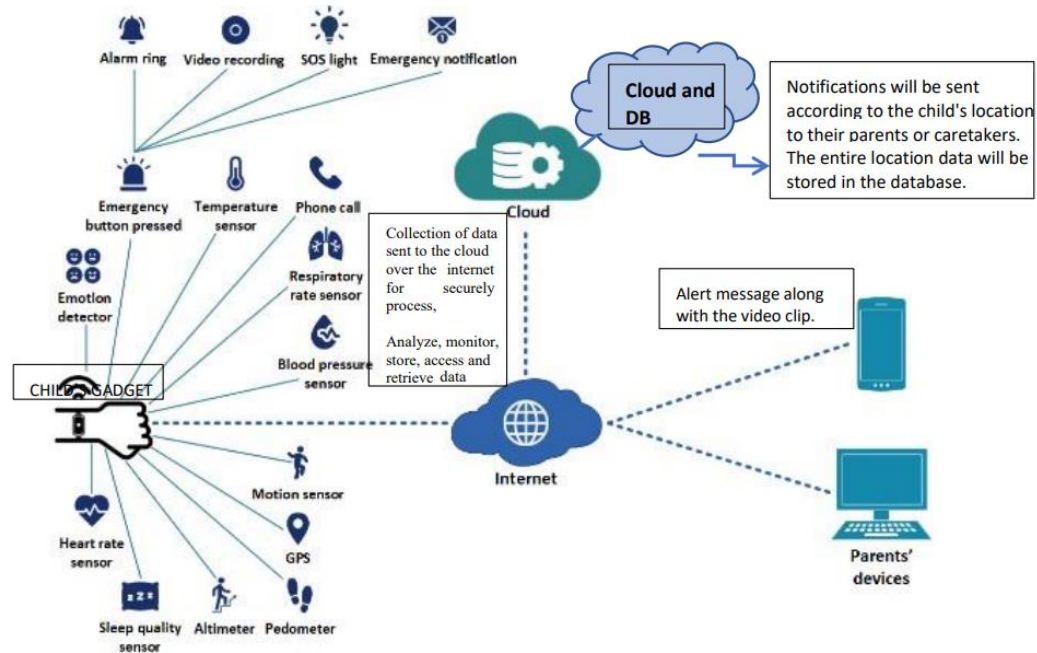 Alarm ring
Video recording
SOS light
Emergency notification
Cloud and
DB
Notifications will be sent
according to the child's location
to their parents or caretakers.
The entire location data will be
stored in the database.
Emergency
button pressed
Temperature
sensor
Phone call
Cloud
Collection of data
sent to the cloud
over the internet
for securely
process,
Analyze, monitor,
store, access and
retrieve data
Respiratory
rate sensor
Emotion
detector
Alert message along
with the video clip.
Blood pressure
sensor
CHILD'S GADGET
Internet
Motion sensor
Heart rate
sensor
GPS
Parents'
devices
zzz
Sleep quality
sensor
Altimeter
Pedometer